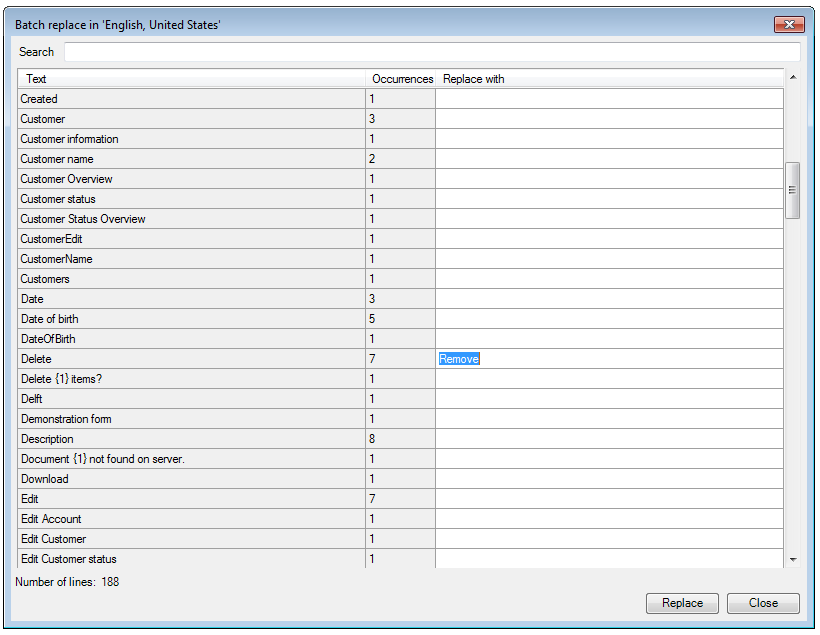 Batch replace in 'English, United States'
Search
Text Occurrences Replace with
Created 1
Customer 3
Customer information 1
Customer name 2
Customer Overview 1
Customer status 1
Customer Status Overview 1
CustomerEdit 1
CustomerName 1
Customers 1
Date 3
Date of birth 5
DateOfBirth 1
Delete 7 Remove
Delete {1} items? 1
Delft 1
Demonstration form 1
Description 8
Document {1} not found on server. 1
Download 1
Edit 7
Edit Account 1
Edit Customer 1
Edit Customer status 1
Number of lines: 188
Replace Close